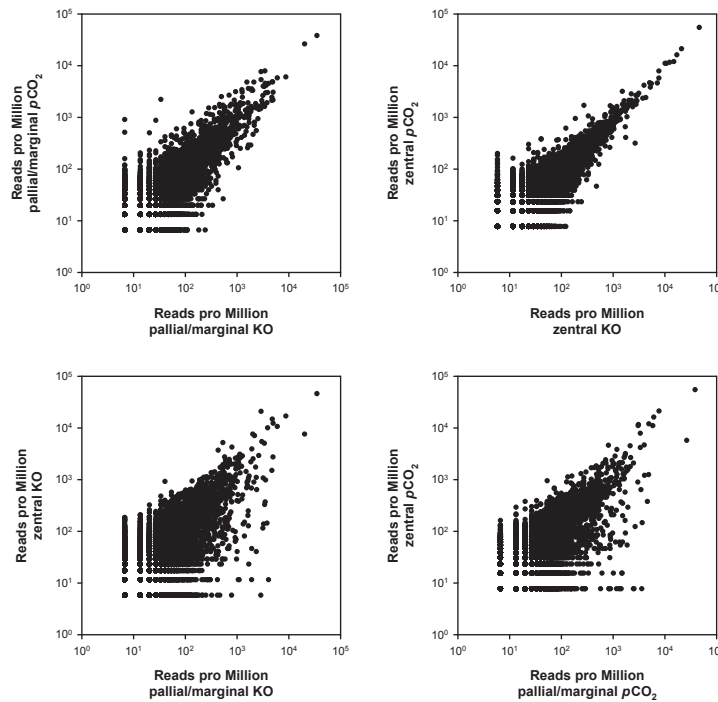 10⁵
10⁴
10³
10²
10¹
10⁰
Reads pro Million
pallial/marginal pCO₂
10⁰ 10¹ 10² 10³ 10⁴ 10⁵
Reads pro Million
pallial/marginal KO
10⁵
10⁴
10³
10²
10¹
10⁰
Reads pro Million
zentral pCO₂
10⁰ 10¹ 10² 10³ 10⁴ 10
Reads pro Million
zentral KO
10⁵
10⁴
10³
10²
10¹
10⁰
Reads pro Million
zentral KO
10⁰ 10¹ 10² 10³ 10⁴ 10⁵
Reads pro Million
pallial/marginal KO
10⁵
10⁴
10³
10²
10¹
10⁰
Reads pro Million
zentral pCO₂
10⁰ 10¹ 10² 10³ 10⁴ 10
Reads pro Million
pallial/marginal pCO₂